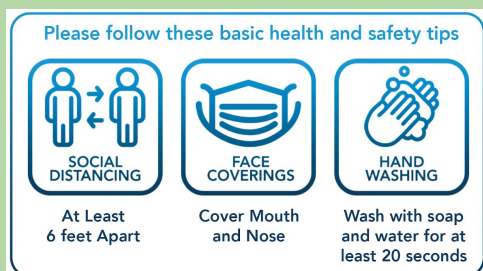 Please follow these basic health and safety tips
SOCIAL
DISTANCING
At Least
6 feet Apart
FACE
COVERINGS
Cover Mouth
and Nose
HAND
WASHING
Wash with soap
and water for at
least 20 seconds